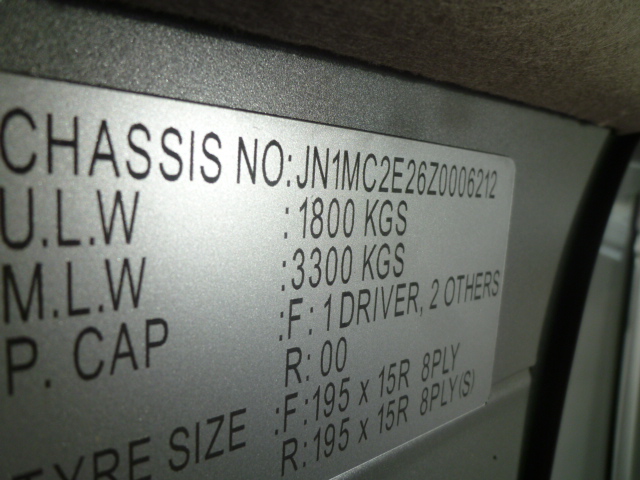 CHASSIS NO: JN1MC2E26Z0006212
U.L.W : 1800 KGS
M.L.W : 3300 KGS
P. CAP : F: 1 DRIVER, 2 OTHERS
R: 00
TYRE SIZE : F: 195 x 15R 8PLY
R: 195 x 15R 8PLY(S)